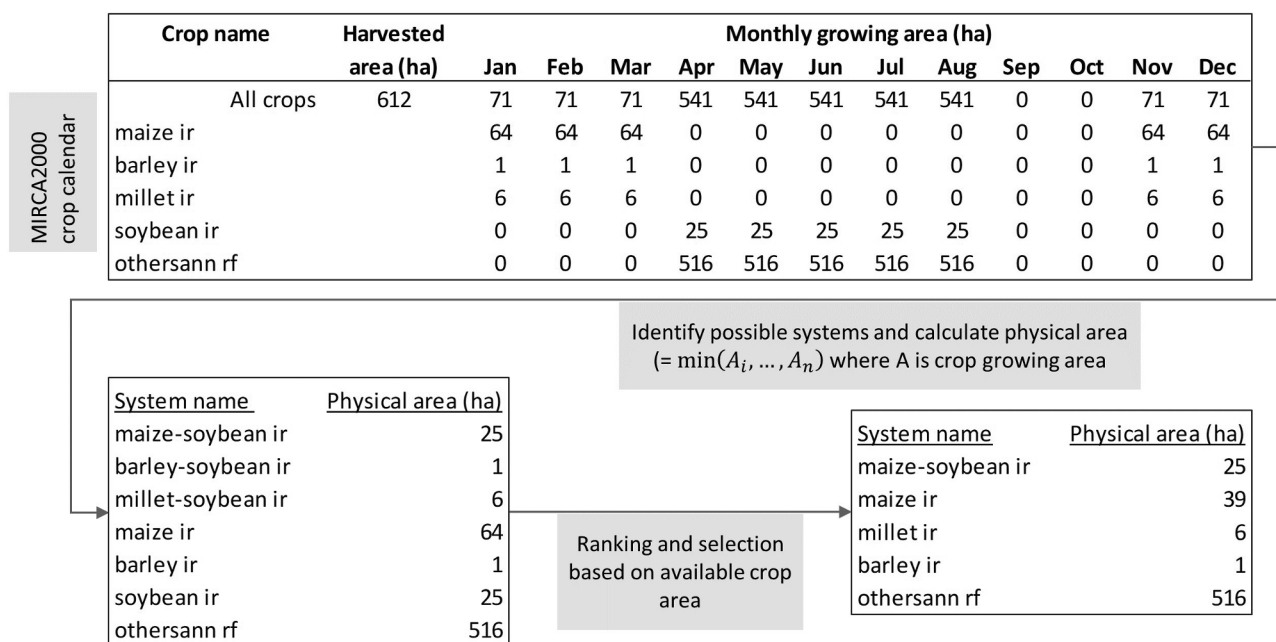 Crop name Harvested Monthly growing area (ha)
area (ha) Jan Feb Mar Apr May Jun Jul Aug Sep Oct Nov Dec
MIRCA2000
crop calendar
All crops 612 71 71 71 541 541 541 541 541 0 0 71 71
maize ir 64 64 64 0 0 0 0 0 0 0 64 64
barley ir 1 1 1 0 0 0 0 0 0 0 1 1
millet ir 6 6 6 0 0 0 0 0 0 0 6 6
soybean ir 0 0 0 25 25 25 25 25 0 0 0 0
othersann rf 0 0 0 516 516 516 516 516 0 0 0 0
Identify possible systems and calculate physical area
(= min(Aᵢ, … , Aₙ) where A is crop growing area
System name Physical area (ha)
maize-soybean ir 25
barley-soybean ir 1
millet-soybean ir 6
maize ir 64
barley ir 1
soybean ir 25
othersann rf 516
Ranking and selection
based on available crop
area
System name Physical area (ha)
maize-soybean ir 25
maize ir 39
millet ir 6
barley ir 1
othersann rf 516